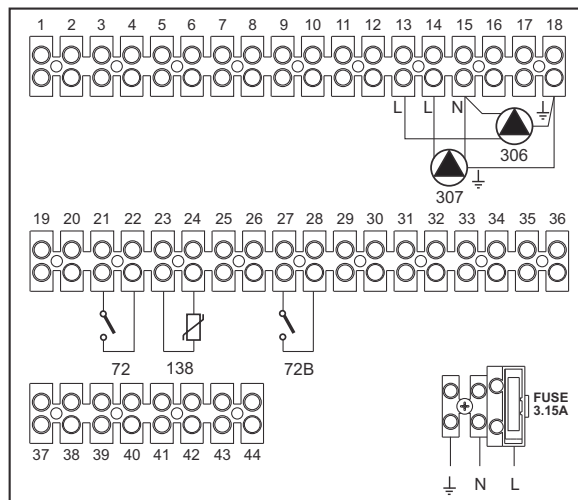 1 2 3 4 5 6 7 8 9 10 11 12 13 14 15 16 17 18
L L N
306
307
19 20 21 22 23 24 25 26 27 28 29 30 31 32 33 34 35 36
72 138 72B
FUSE
3.15A
37 38 39 40 41 42 43 44
N L